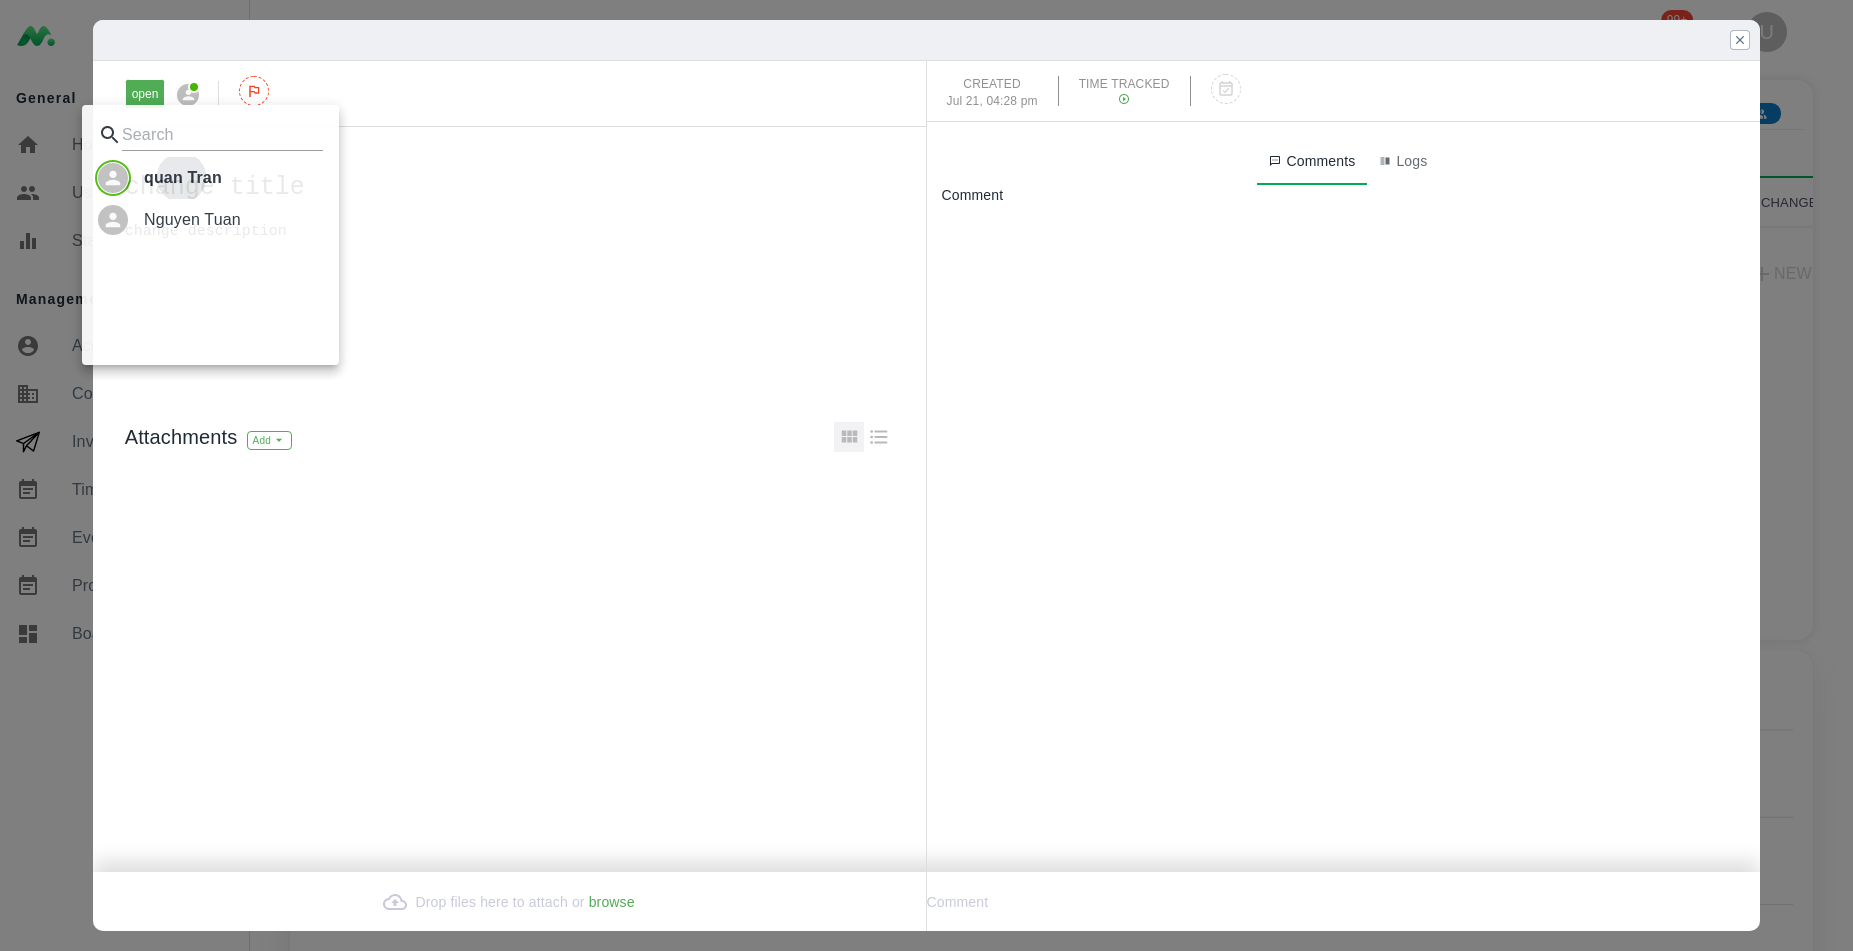 99+
U
General
Management
open
CREATED
Jul 21, 04:28 pm
TIME TRACKED
Search
quan Tran
Nguyen Tuan
change title
change description
Comments
Logs
Comment
CHANGE
NEW
Attachments
Add
Drop files here to attach or browse
Comment